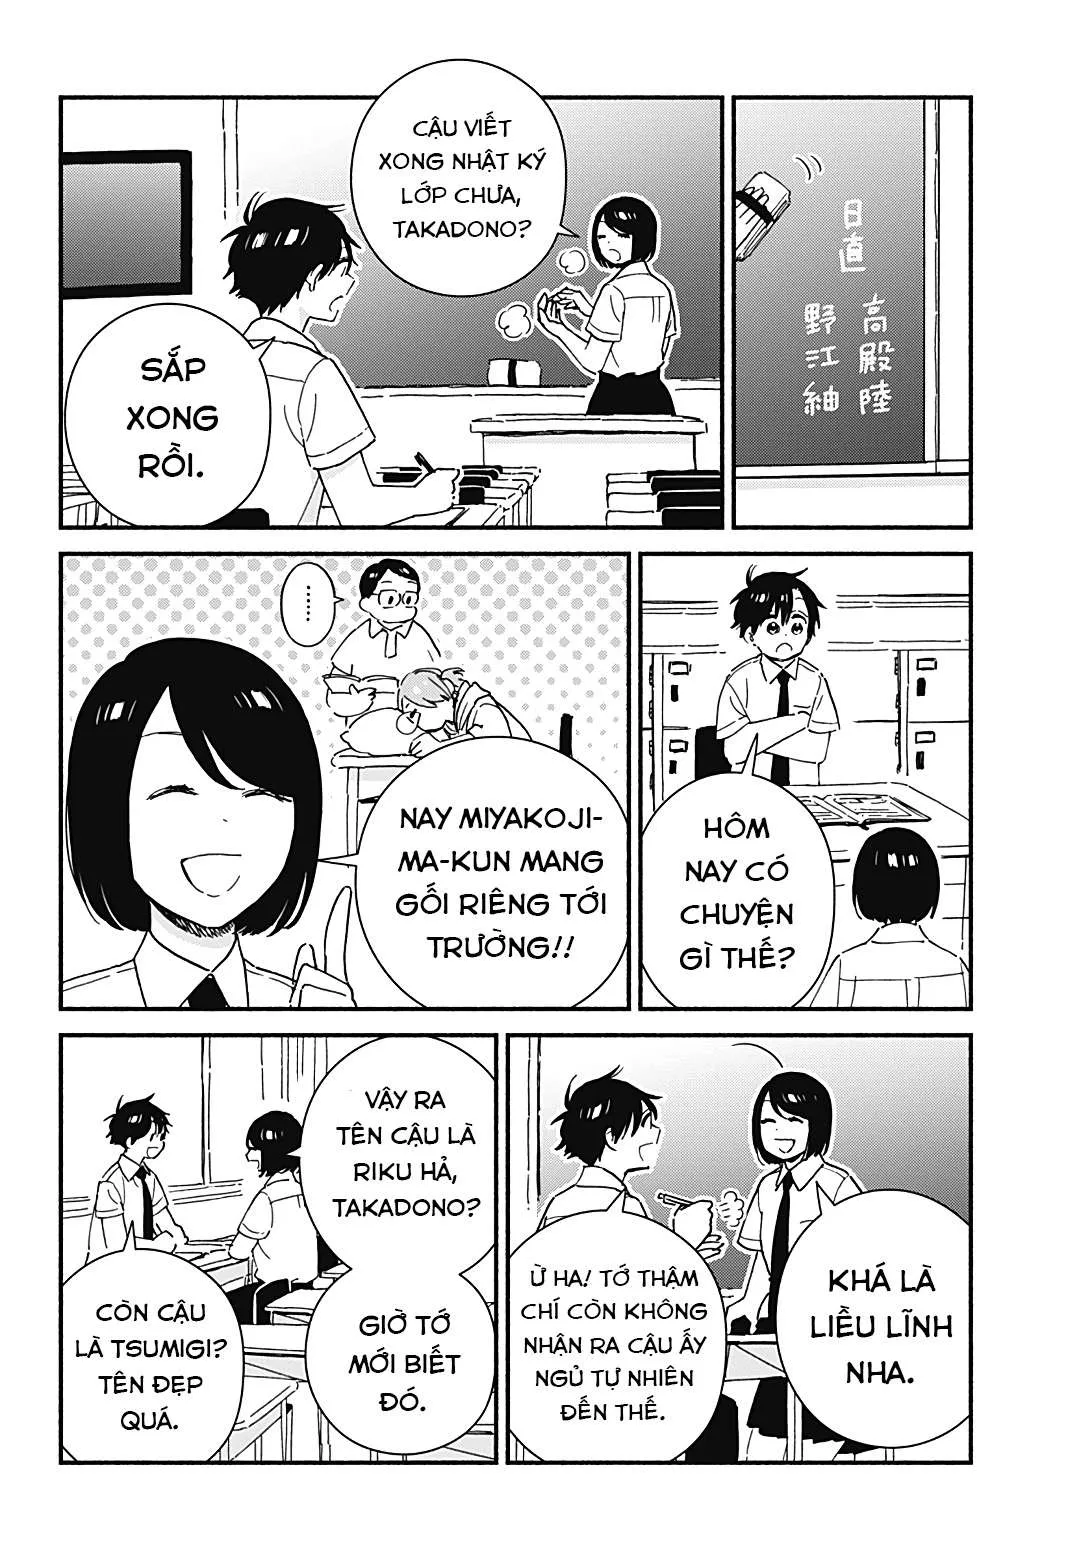 日直
高殿陸
野江紬
CẬU VIẾT
XONG NHẬT KÝ
LỚP CHƯA,
TAKADONO?
SẮP
XONG
RỒI.
HÔM
NAY CÓ
CHUYỆN
GÌ THẾ?
......
NAY MIYAKOJI-
MA-KUN MANG
GỐI RIÊNG TỚI
TRƯỜNG!!
KHÁ LÀ
LIỀU LĨNH
NHA.
Ừ HA! TỚ THẬM
CHÍ CÒN KHÔNG
NHẬN RA CẬU ẤY
NGỦ TỰ NHIÊN
ĐẾN THẾ.
VẬY RA
TÊN CẬU LÀ
RIKU HẢ,
TAKADONO?
GIỜ TỚ
MỚI BIẾT
ĐÓ.
CÒN CẬU
LÀ TSUMIGI?
TÊN ĐẸP
QUÁ.